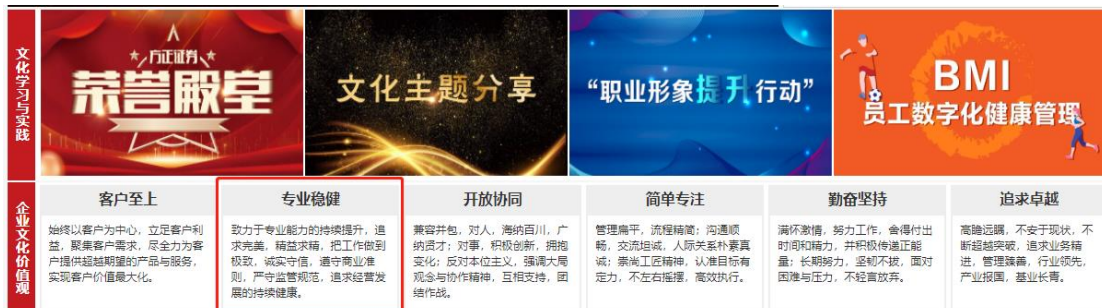 文化学习与实践
方正证券
荣誉殿堂
文化主题分享
“职业形象提升行动”
BMI
员工数字化健康管理
企业文化价值观
客户至上
始终以客户为中心，立足客户利
益，聚集客户需求，尽全力为客
户提供超越期望的产品与服务，
实现客户价值最大化。
专业稳健
致力于专业能力的持续提升，追
求完美，精益求精，把工作做到
极致，诚实守信，遵守商业准
则，严守监管规范，追求经营发
展的持续健康。
开放协同
兼容并包，对人，海纳百川，广
纳贤才；对事，积极创新，拥抱
变化；反对本位主义，强调大局
观念与协作精神，互相支持，团
结作战。
简单专注
管理扁平，流程精简；沟通顺
畅，交流坦诚，人际关系朴素真
诚；崇尚工匠精神，认准目标有
定力，不左右摇摆，高效执行。
勤奋坚持
满怀激情，努力工作，舍得付出
时间和精力，并积极传递正能
量；长期努力，坚韧不拔，面对
困难与压力，不轻言放弃。
追求卓越
高瞻远瞩，不安于现状，不
断超越突破，追求业务精
进，管理臻善，行业领先，
产业报国，基业长青。